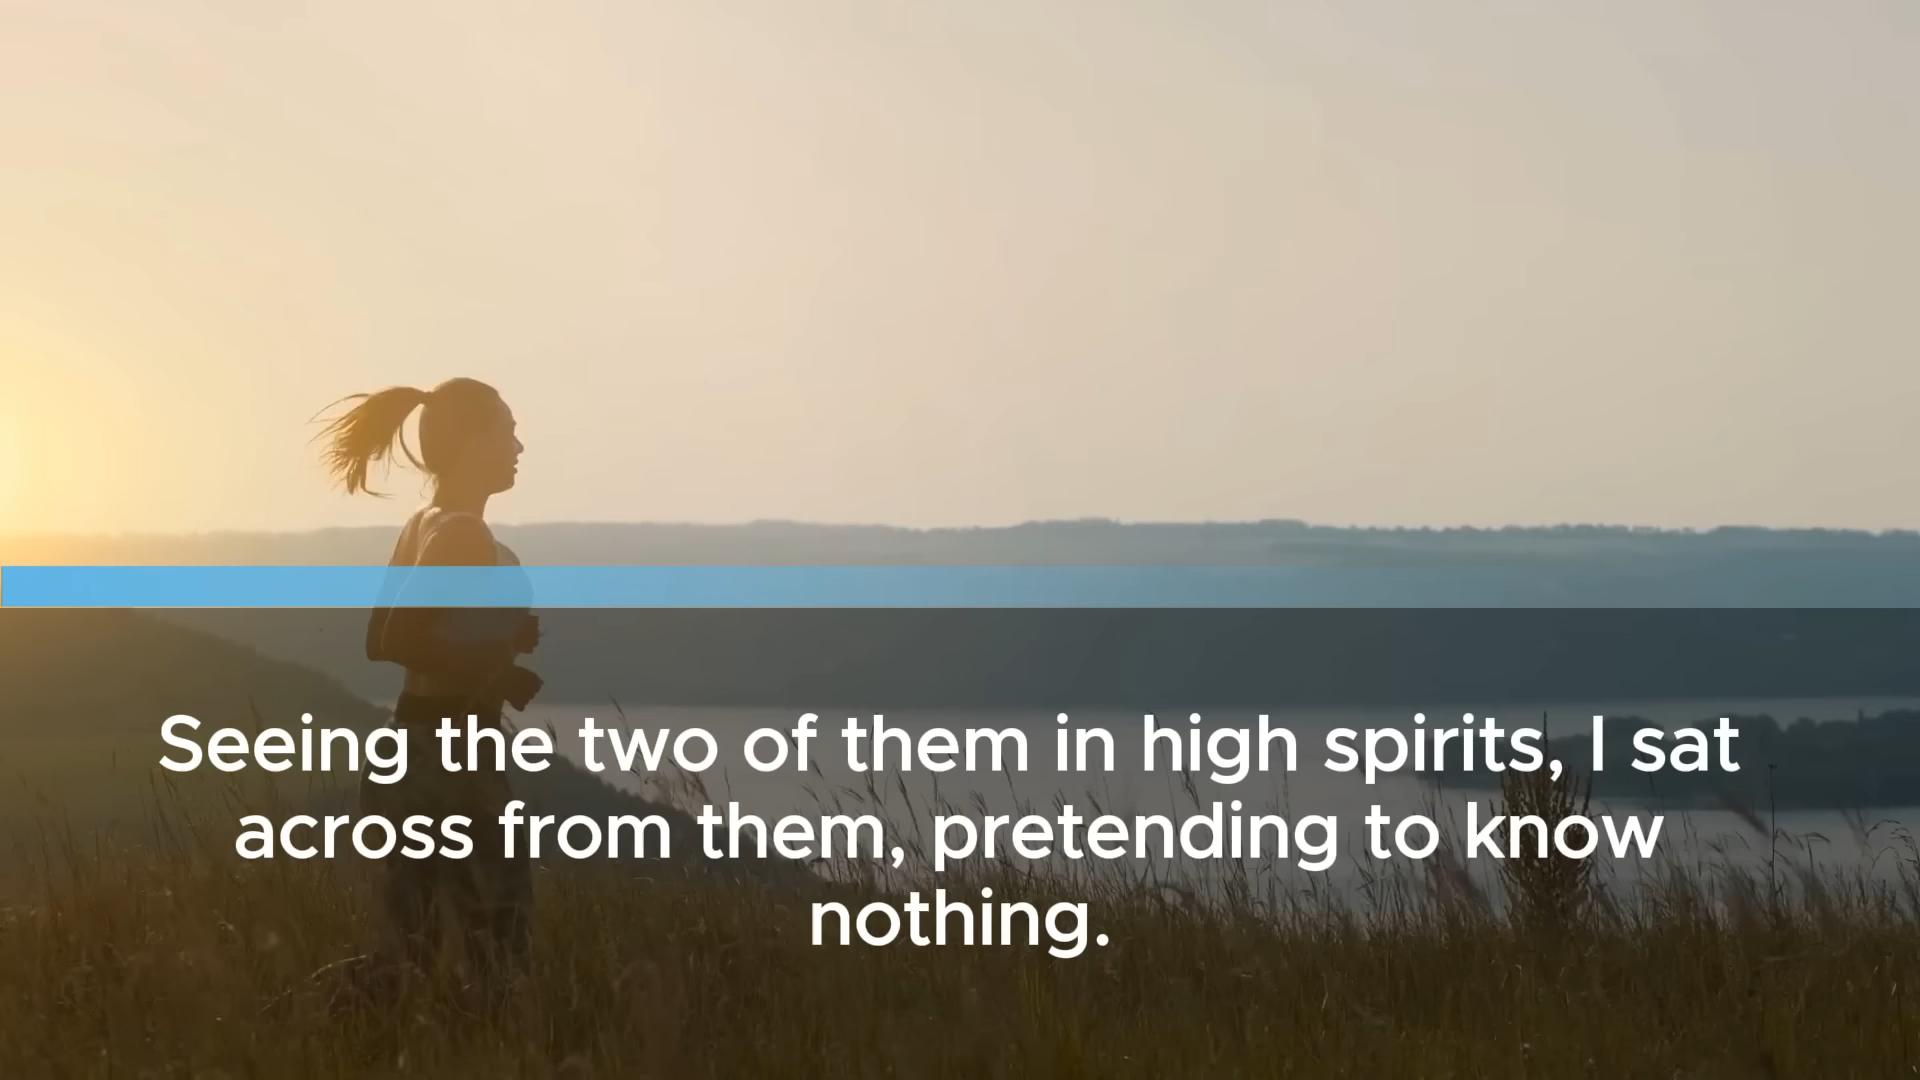 Seeing the two of them in high spirits, I sat
across from them, pretending to know
nothing.